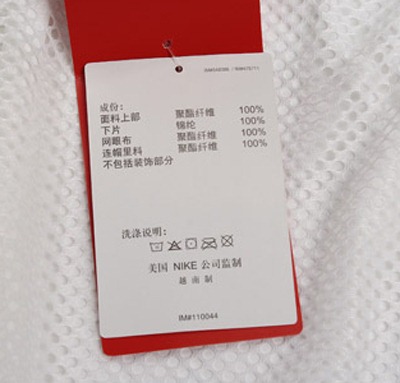 成份：
面料上部 聚酯纤维 100%
下片 锦纶 100%
网眼布 聚酯纤维 100%
连帽里料 聚酯纤维 100%
不包括装饰部分
洗涤说明：
美国 NIKE 公司监制
越 南 制
IM#110044